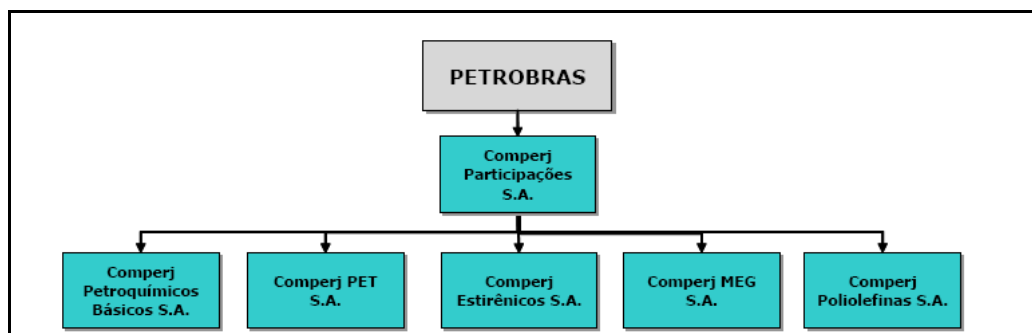 PETROBRAS
Comperj
Participações
S.A.
Comperj
Petroquímicos
Básicos S.A.
Comperj PET
S.A.
Comperj
Estirênicos S.A.
Comperj MEG
S.A.
Comperj
Poliolefinas S.A.